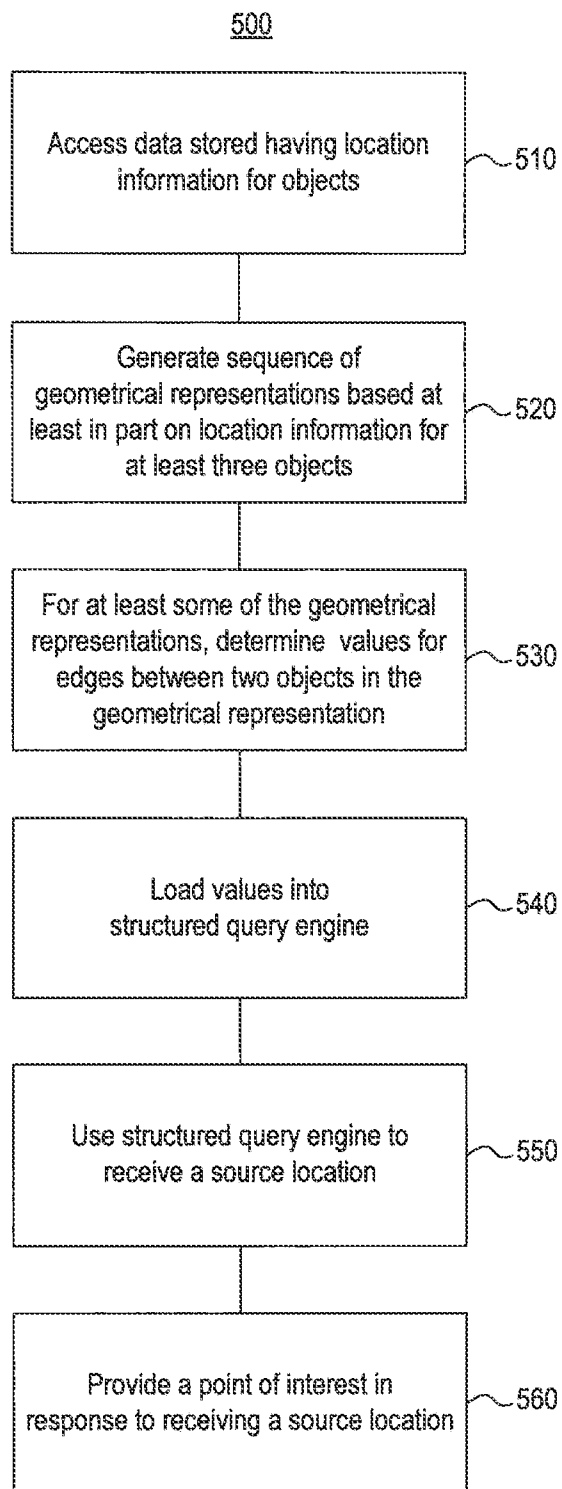 500
Access data stored having location
information for objects
510
Generate sequence of
geometrical representations based at
least in part on location information for
at least three objects
520
For at least some of the geometrical
representations, determine values for
edges between two objects in the
geometrical representation
530
Load values into
structured query engine
540
Use structured query engine to
receive a source location
550
Provide a point of interest in
response to receiving a source location
560